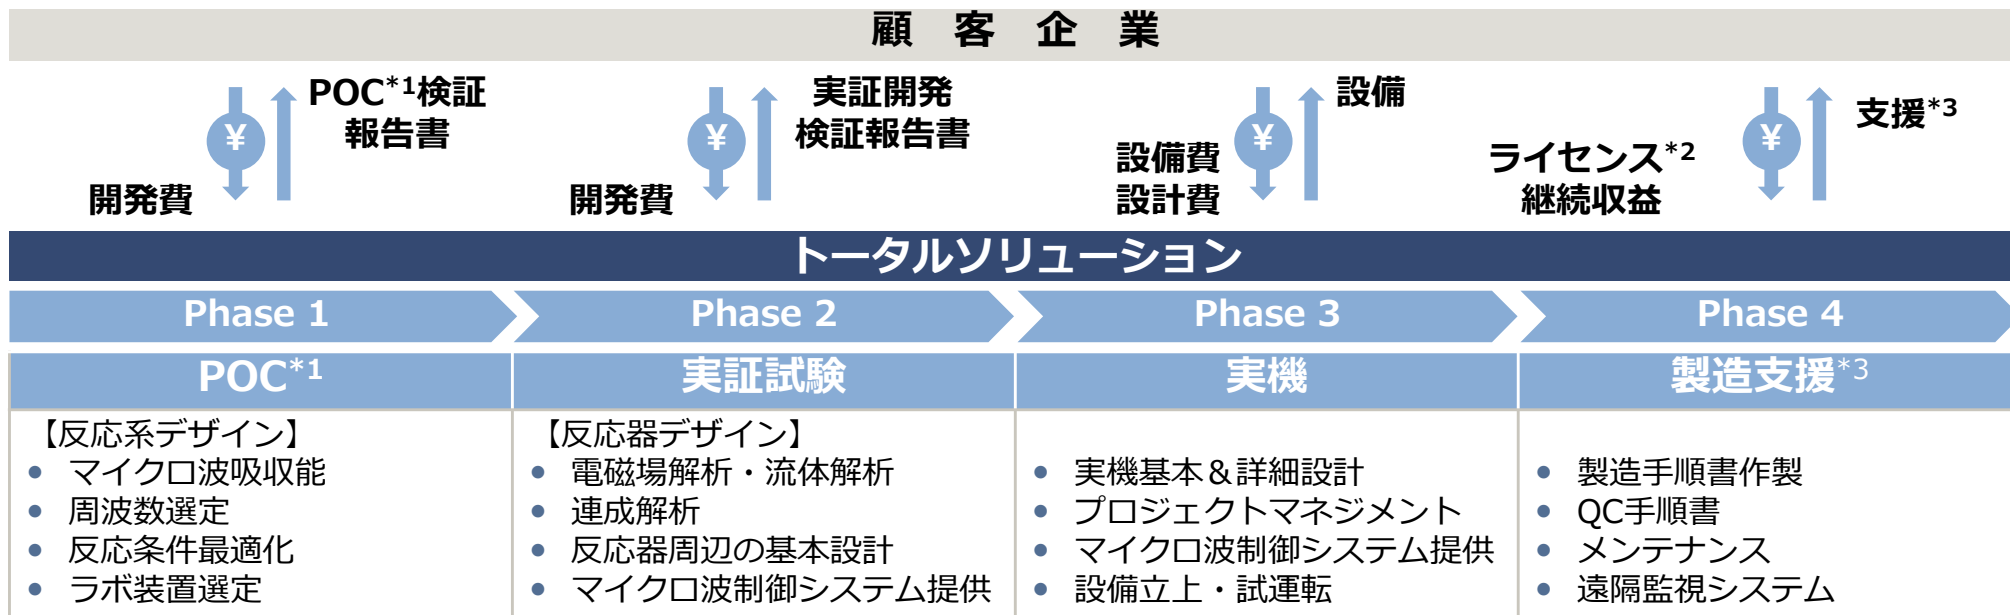 顧 客 企 業
POC*1検証
報告書
¥
開発費
実証開発
検証報告書
¥
開発費
設備
¥
設備費
設計費
支援*3
¥
ライセンス*2
継続収益
トータルソリューション
Phase 1
Phase 2
Phase 3
Phase 4
POC*1
実証試験
実機
製造支援*3
【反応系デザイン】
• マイクロ波吸収能
• 周波数選定
• 反応条件最適化
• ラボ装置選定
【反応器デザイン】
• 電磁場解析・流体解析
• 連成解析
• 反応器周辺の基本設計
• マイクロ波制御システム提供
• 実機基本＆詳細設計
• プロジェクトマネジメント
• マイクロ波制御システム提供
• 設備立上・試運転
• 製造手順書作製
• QC手順書
• メンテナンス
• 遠隔監視システム